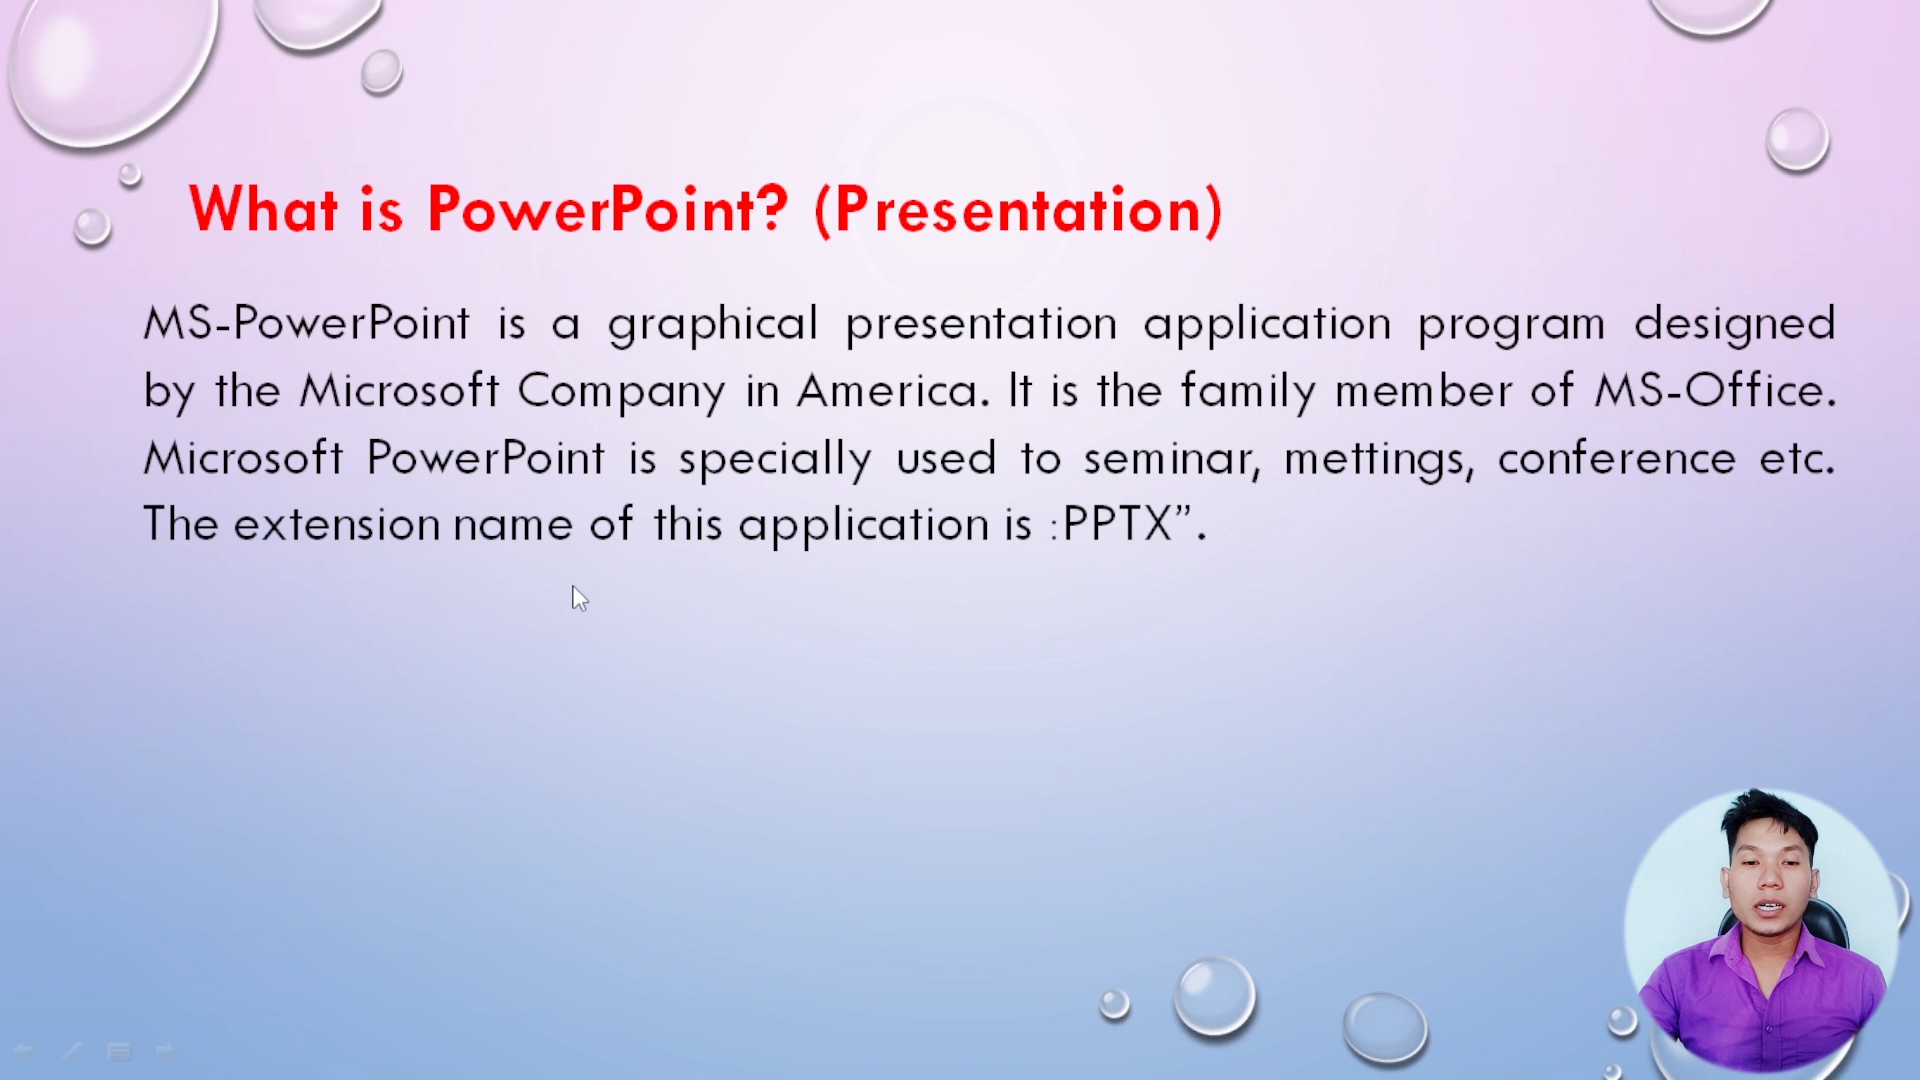 What is PowerPoint? (Presentation)
MS-PowerPoint is a graphical presentation application program designed
by the Microsoft Company in America. It is the family member of MS-Office.
Microsoft PowerPoint is specially used to seminar, mettings, conference etc.
The extension name of this application is :PPTX”.